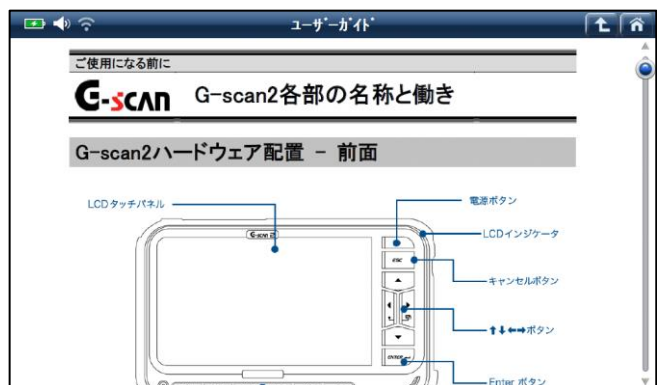 ユーザーガイド
ご使用になる前に
G-scan G-scan2各部の名称と働き
G-scan2ハードウェア配置 － 前面
LCDタッチパネル
電源ボタン
G-scan 2
LCDインジケータ
ESC
キャンセルボタン
↑↓←→ボタン
ENTER
Enter ボタン